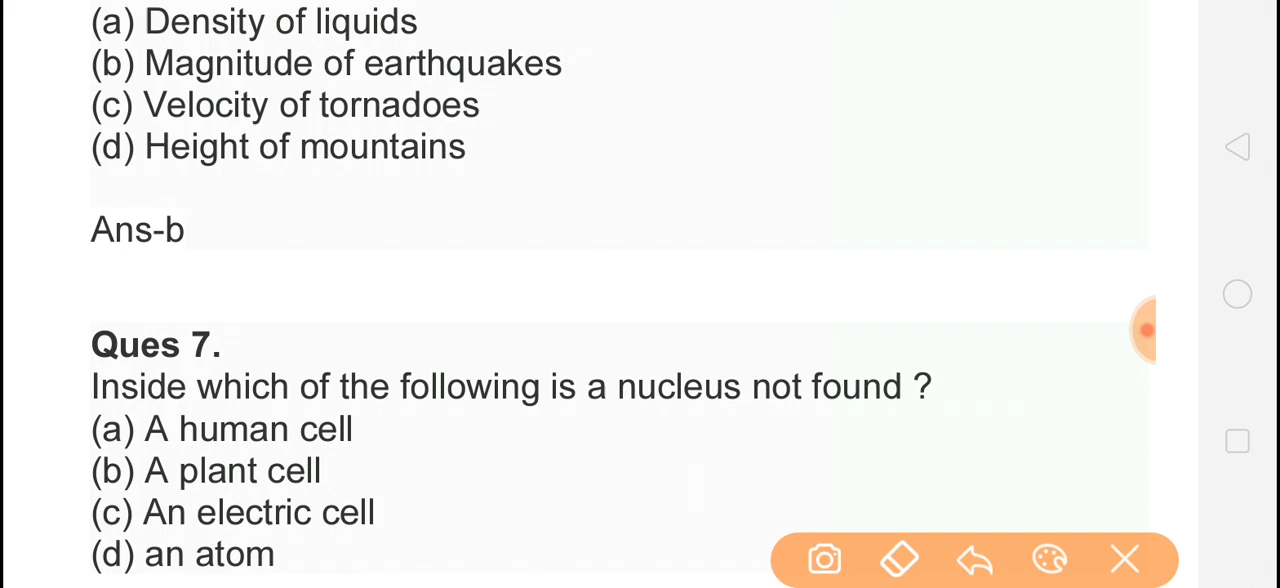 (a) Density of liquids
(b) Magnitude of earthquakes
(c) Velocity of tornadoes
(d) Height of mountains
Ans-b
Ques 7.
Inside which of the following is a nucleus not found ?
(a) A human cell
(b) A plant cell
(c) An electric cell
(d) an atom